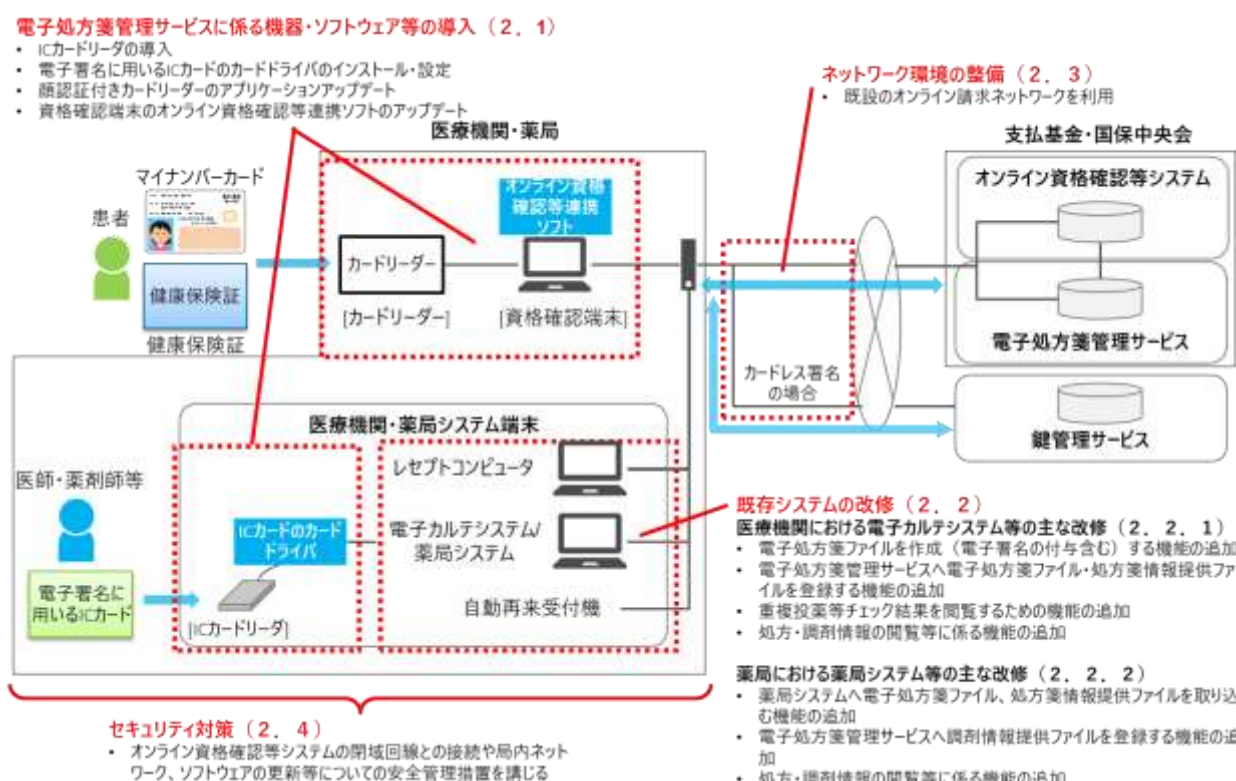 電子処方箋管理サービスに係る機器・ソフトウェア等の導入（２．１）
• ICカードリーダの導入
• 電子署名に用いるICカードのカードドライバのインストール・設定
• 顔認証付きカードリーダーのアプリケーションアップデート
• 資格確認端末のオンライン資格確認等連携ソフトのアップデート
ネットワーク環境の整備（２．３）
• 既設のオンライン請求ネットワークを利用
医療機関・薬局
支払基金・国保中央会
マイナンバーカード
患者
健康保険証
健康保険証
カードリーダー
[カードリーダー]
オンライン資格
確認等連携
ソフト
[資格確認端末]
オンライン資格確認等システム
電子処方箋管理サービス
カードレス署名
の場合
鍵管理サービス
医療機関・薬局システム端末
医師・薬剤師等
電子署名に
用いるICカード
ICカードのカード
ドライバ
[ICカードリーダ]
レセプトコンピュータ
電子カルテシステム/
薬局システム
自動再来受付機
既存システムの改修（２．２）
医療機関における電子カルテシステム等の主な改修（２．２．１）
• 電子処方箋ファイルを作成（電子署名の付与含む）する機能の追加
• 電子処方箋管理サービスへ電子処方箋ファイル・処方箋情報提供ファ
イルを登録する機能の追加
• 重複投薬等チェック結果を閲覧するための機能の追加
• 処方・調剤情報の閲覧等に係る機能の追加
薬局における薬局システム等の主な改修（２．２．２）
• 薬局システムへ電子処方箋ファイル、処方箋情報提供ファイルを取り込
む機能の追加
• 電子処方箋管理サービスへ調剤情報提供ファイルを登録する機能の追
加
• 処方・調剤情報の閲覧等に係る機能の追加
セキュリティ対策（２．４）
• オンライン資格確認等システムの閉域回線との接続や局内ネット
ワーク、ソフトウェアの更新等についての安全管理措置を講じる